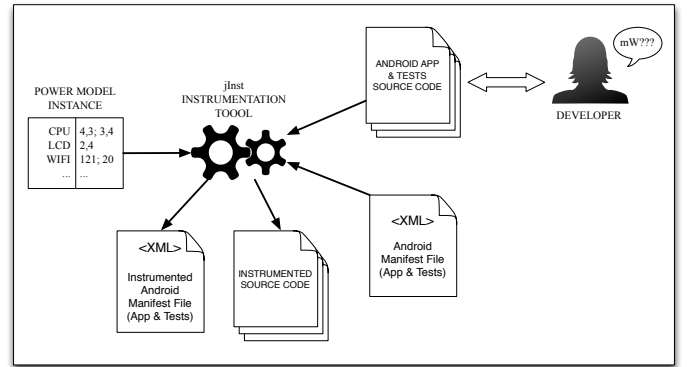 mW???
ANDROID APP
& TESTS
SOURCE CODE
DEVELOPER
jInst
INSTRUMENTATION
TOOOL
POWER MODEL
INSTANCE
CPU 4,3; 3,4
LCD 2,4
WIFI 121; 20
... ...
<XML>
Instrumented
Android
Manifest File
(App & Tests)
INSTRUMENTED
SOURCE CODE
<XML>
Android
Manifest File
(App & Tests)